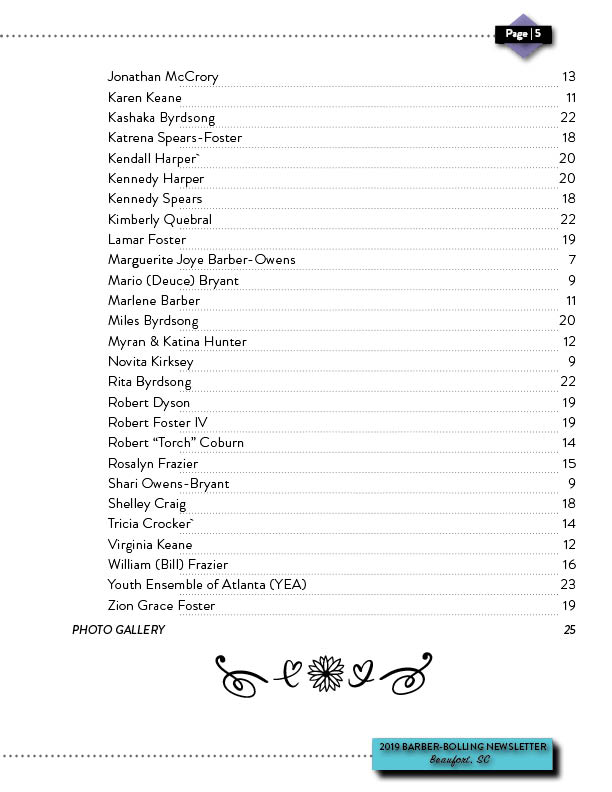 Page | 5
Jonathan McCrory 13
Karen Keane 11
Kashaka Byrdsong 22
Katrena Spears-Foster 18
Kendall Harper` 20
Kennedy Harper 20
Kennedy Spears 18
Kimberly Quebral 22
Lamar Foster 19
Marguerite Joye Barber-Owens 7
Mario (Deuce) Bryant 9
Marlene Barber 11
Miles Byrdsong 20
Myran & Katina Hunter 12
Novita Kirksey 9
Rita Byrdsong 22
Robert Dyson 19
Robert Foster IV 19
Robert “Torch” Coburn 14
Rosalyn Frazier 15
Shari Owens-Bryant 9
Shelley Craig 18
Tricia Crocker` 14
Virginia Keane 12
William (Bill) Frazier 16
Youth Ensemble of Atlanta (YEA) 23
Zion Grace Foster 19
PHOTO GALLERY 25
2019 BARBER-BOLLING NEWSLETTER
Beaufort, SC